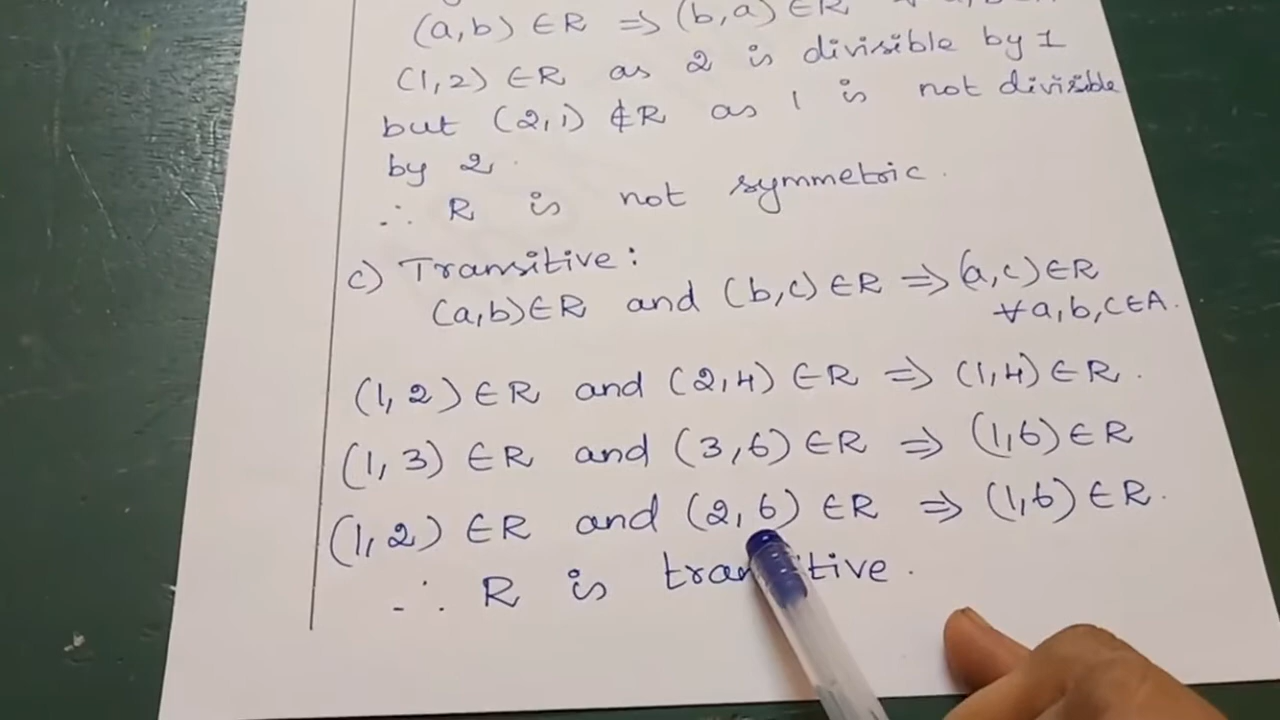 (a,b) ∈R ⇒ (b,a) ∈R
(1,2) ∈R as 2 is divisible by 1
but (2,1) ∉R as 1 is not divisible
by 2.
∴ R is not symmetric.
c) Transitive:
(a,b)∈R and (b,c) ∈R ⇒ (a,c)∈R
∀a,b,c∈A.
(1,2)∈R and (2,4) ∈R ⇒ (1,4)∈R.
(1,3) ∈R and (3,6) ∈R ⇒ (1,6)∈R
(1,2) ∈R and (2,6) ∈R ⇒ (1,6) ∈R.
∴ R is transitive.